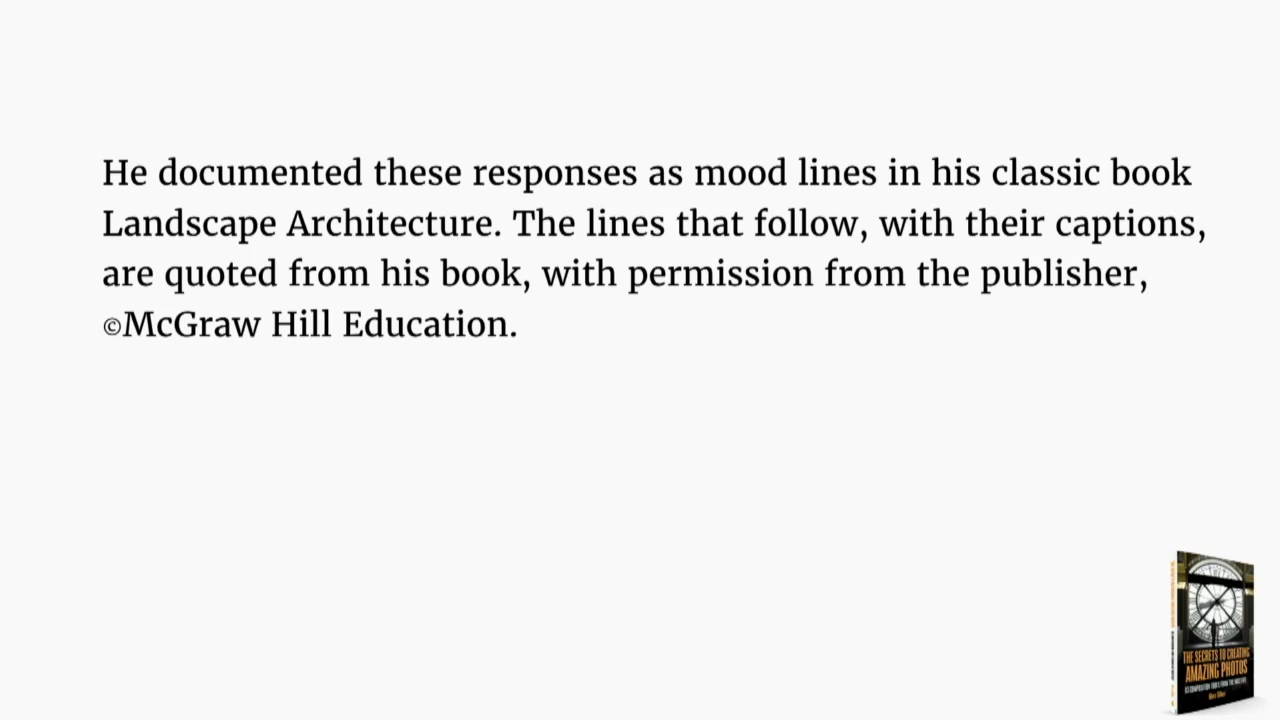 He documented these responses as mood lines in his classic book
Landscape Architecture. The lines that follow, with their captions,
are quoted from his book, with permission from the publisher,
©McGraw Hill Education.
THE SECRETS TO CREATING
AMAZING PHOTOS